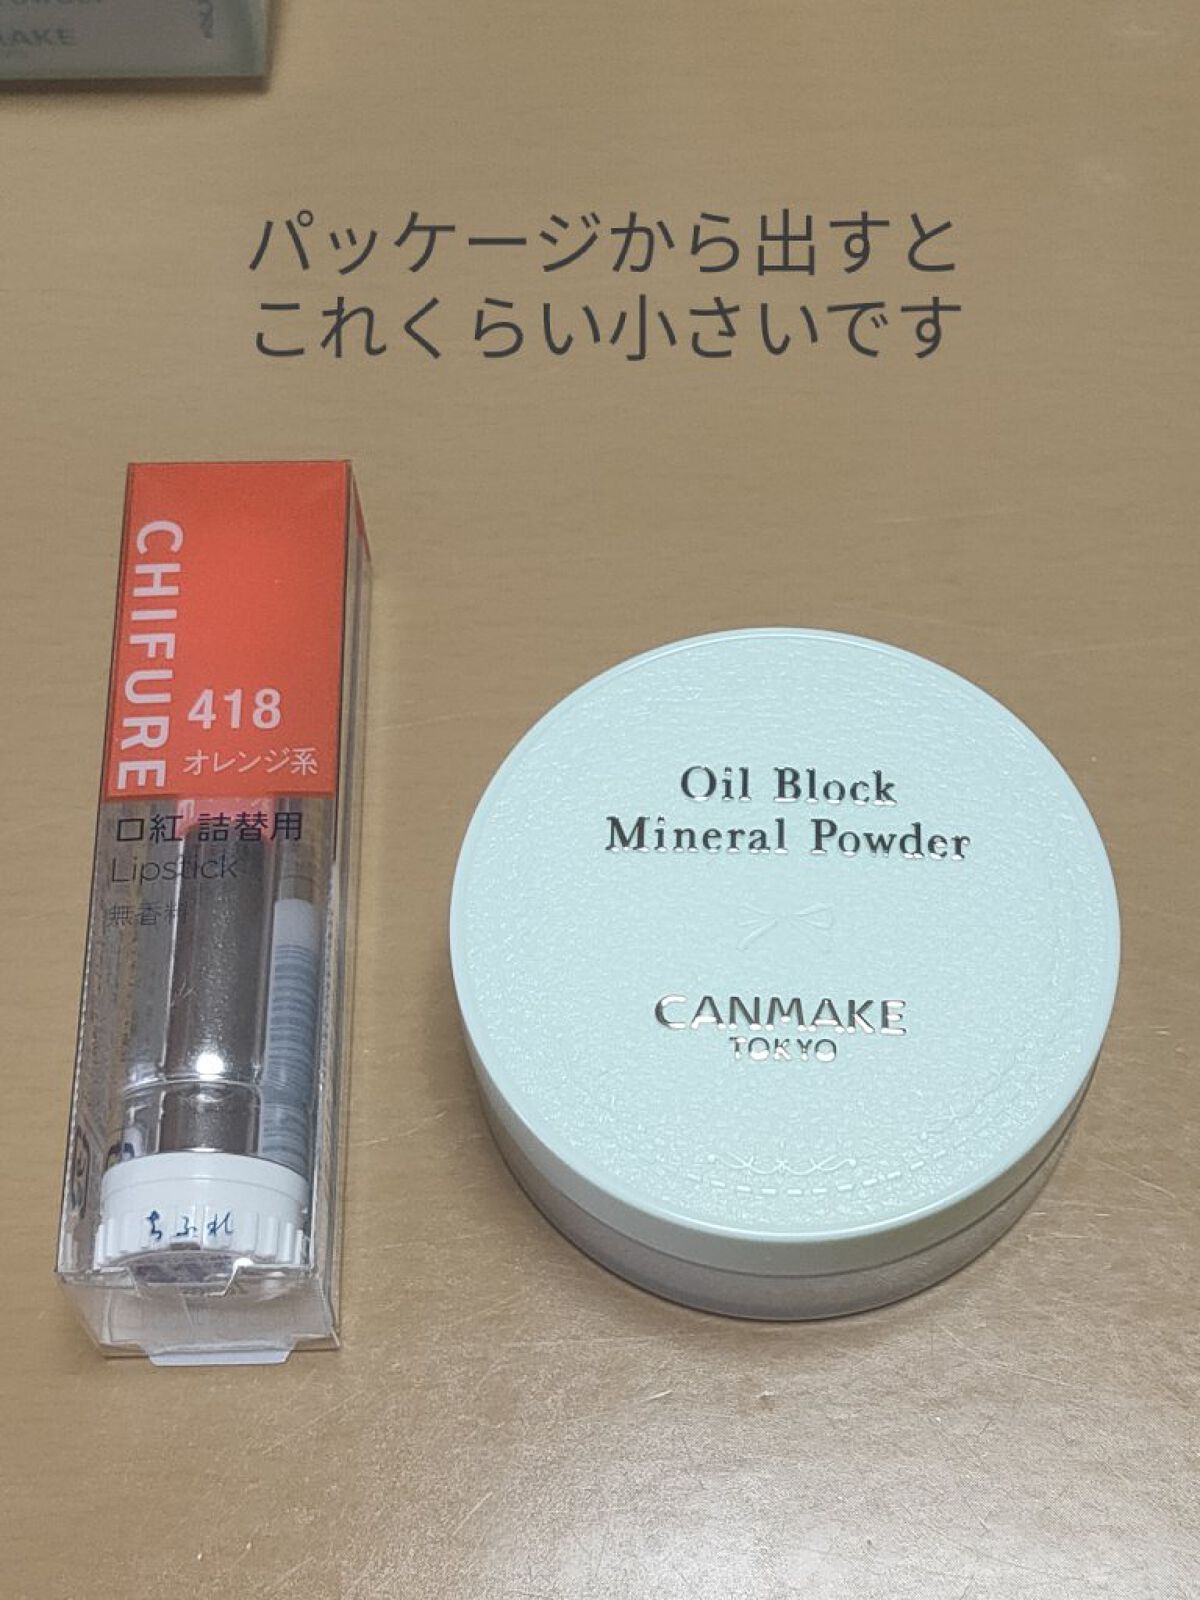 MAKE
パッケージから出すと
これくらい小さいです
CHIFURE
418
オレンジ系
口紅 詰替用
Lipstick
無香料
ちふれ
Oil Block
Mineral Powder
CANMAKE
TOKYO